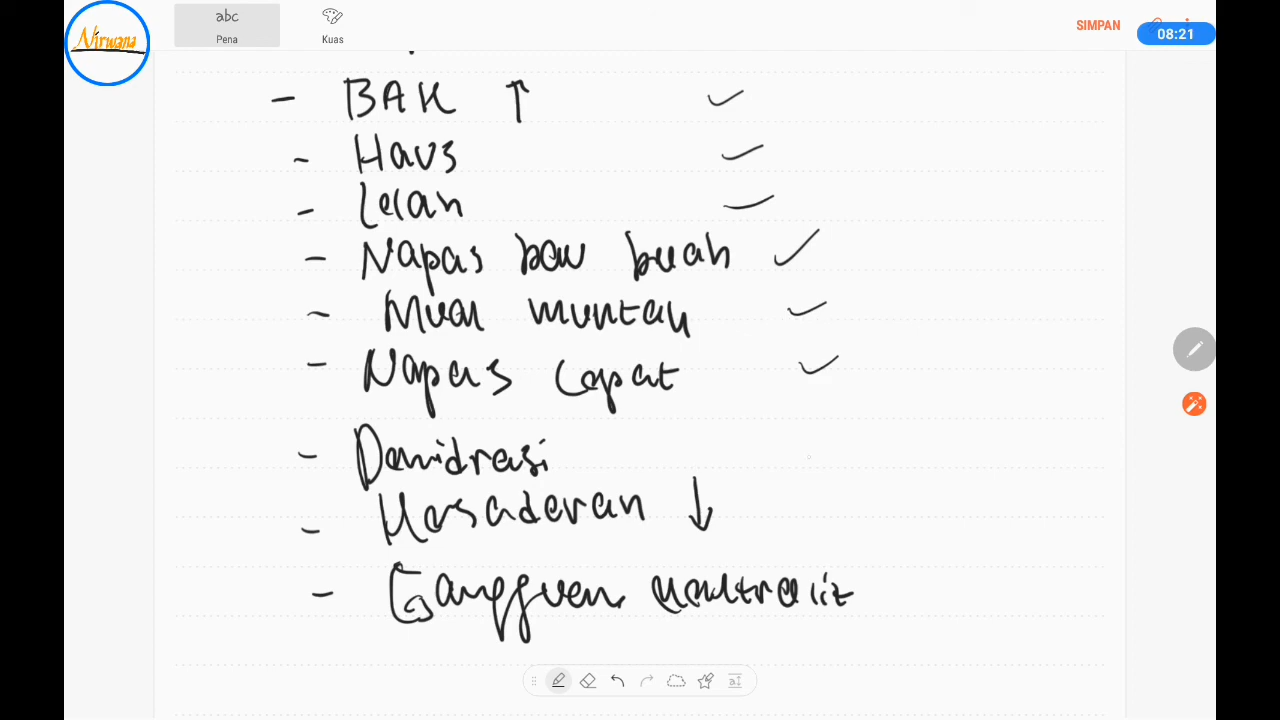 Nirwana
abc
Pena
Kuas
SIMPAN
08:21
- BAK ↑ ✓
- Haus ✓
- Lelah ✓
- Napas bau buah ✓
- Mual muntah ✓
- Napas cepat ✓
- Dehidrasi
- Kesadaran ↓
- Gangguan